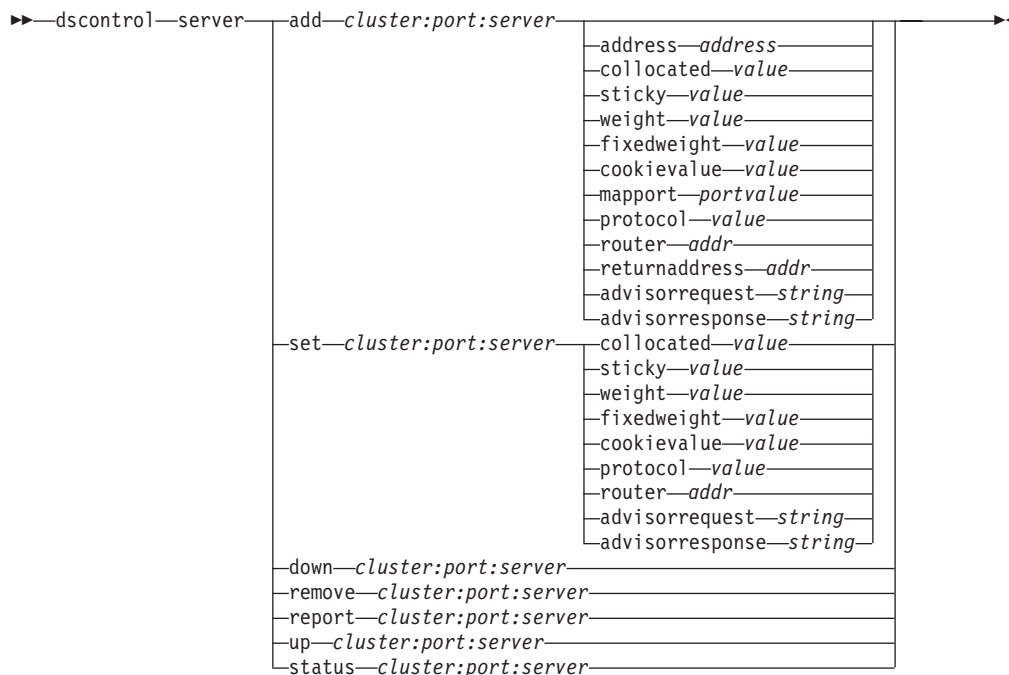 dscontrol server add cluster:port:server
address address
collocated value
sticky value
weight value
fixedweight value
cookievalue value
mapport portvalue
protocol value
router addr
returnaddress addr
advisorrequest string
advisorresponse string
set cluster:port:server collocated value
sticky value
weight value
fixedweight value
cookievalue value
protocol value
router addr
advisorrequest string
advisorresponse string
down cluster:port:server
remove cluster:port:server
report cluster:port:server
up cluster:port:server
status cluster:port:server